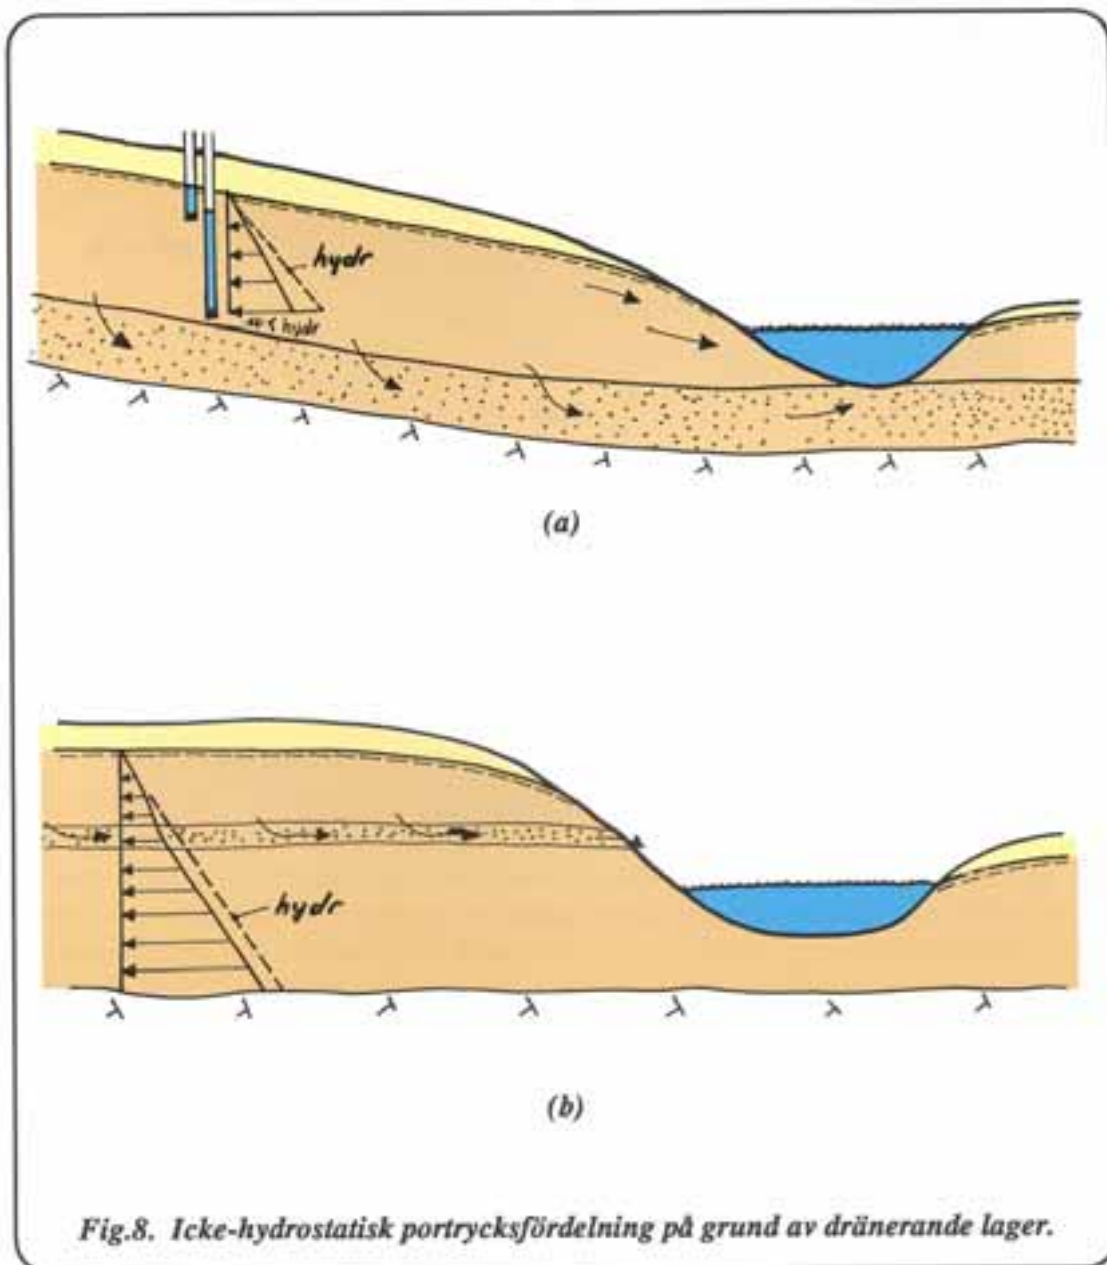 hydr
u < hydr
(a)
hydr
(b)
Fig.8. Icke-hydrostatisk portrycksfördelning på grund av dränerande lager.